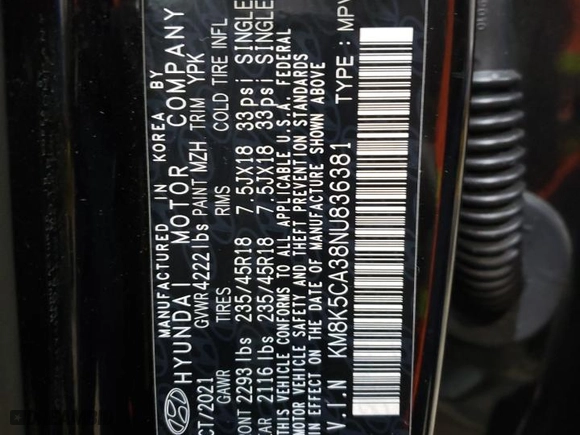 MANUFACTURED IN KOREA BY
HYUNDAI MOTOR COMPANY
CT/2021 GVWR4222lbs PAINT MZH TRIM YPK
GAWR TIRES RIMS COLD TIRE INFL
ONT 2293 lbs 235/45R18 7.5JX18 33psi SINGLE
EAR 2116 lbs 235/45R18 7.5JX18 33psi SINGLE
THIS VEHICLE CONFORMS TO ALL APPLICABLE U.S.A. FEDERAL
MOTOR VEHICLE SAFETY AND THEFT PREVENTION STANDARDS
IN EFFECT ON THE DATE OF MANUFACTURE SHOWN ABOVE
V.I.N KM8K5CA38NU836381 TYPE : MPV